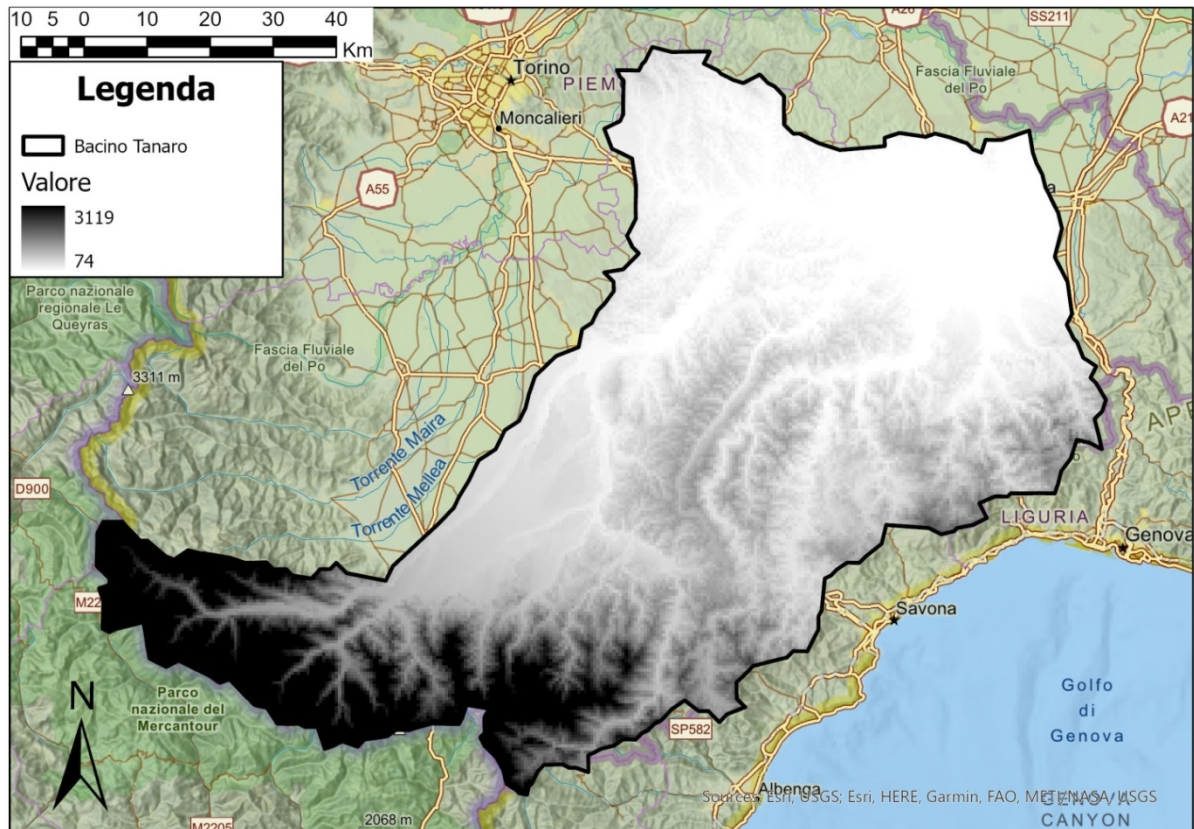 10 5 0 10 20 30 40
Km
Legenda
Bacino Tanaro
Valore
3119
74
Torino
PIEM
Moncalieri
A55
A26
SS211
Fascia Fluviale
del Po
A21
a
Parco nazionale
regionale Le
Queyras
Fascia Fluviale
del Po
3311 m
Torrente Maira
Torrente Mellea
D900
M22
Parco
nazionale del
Mercantour
N
M2205
2068 m
SP582
LIGURIA
Genova
Savona
Albenga
APP
Golfo
di
Genova
Sources: Esri, USGS; Esri, HERE, Garmin, FAO, METI/NASA, USGS
GENOVA
CANYON